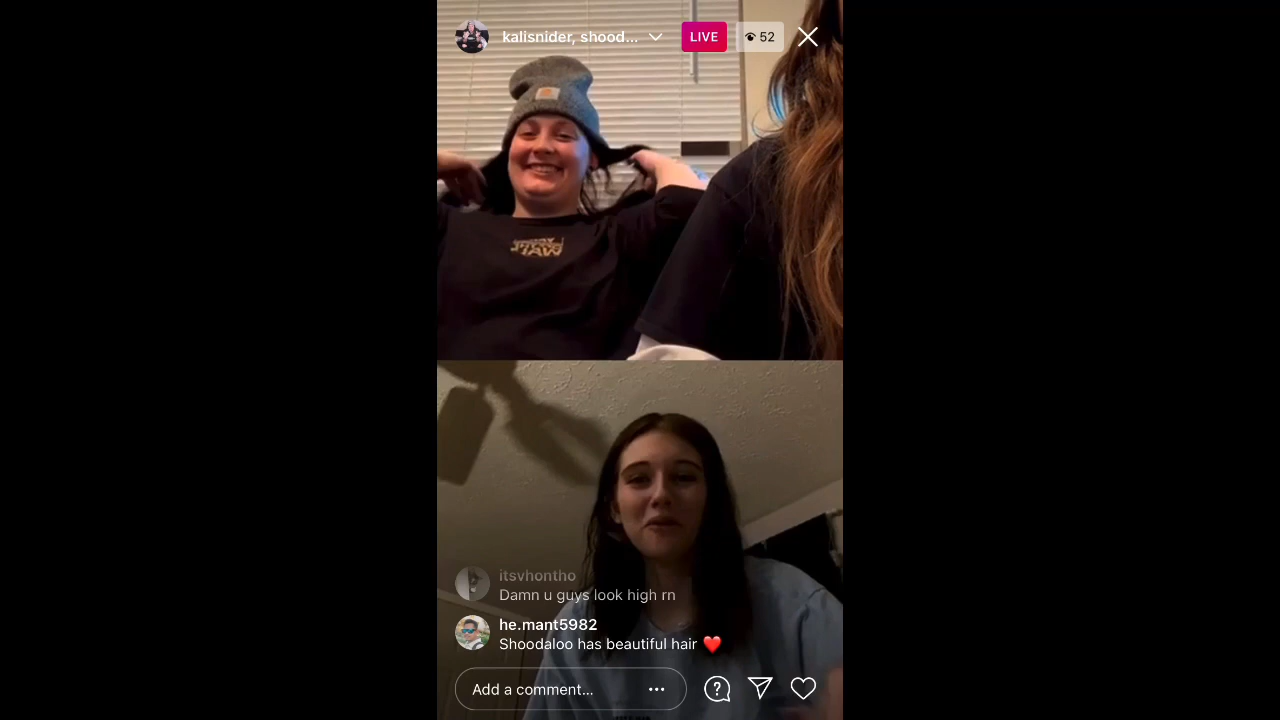 kalisnider, shood...
LIVE
52
itsvhontho
Damn u guys look high rn
he.mant5982
Shoodaloo has beautiful hair ❤️
Add a comment...